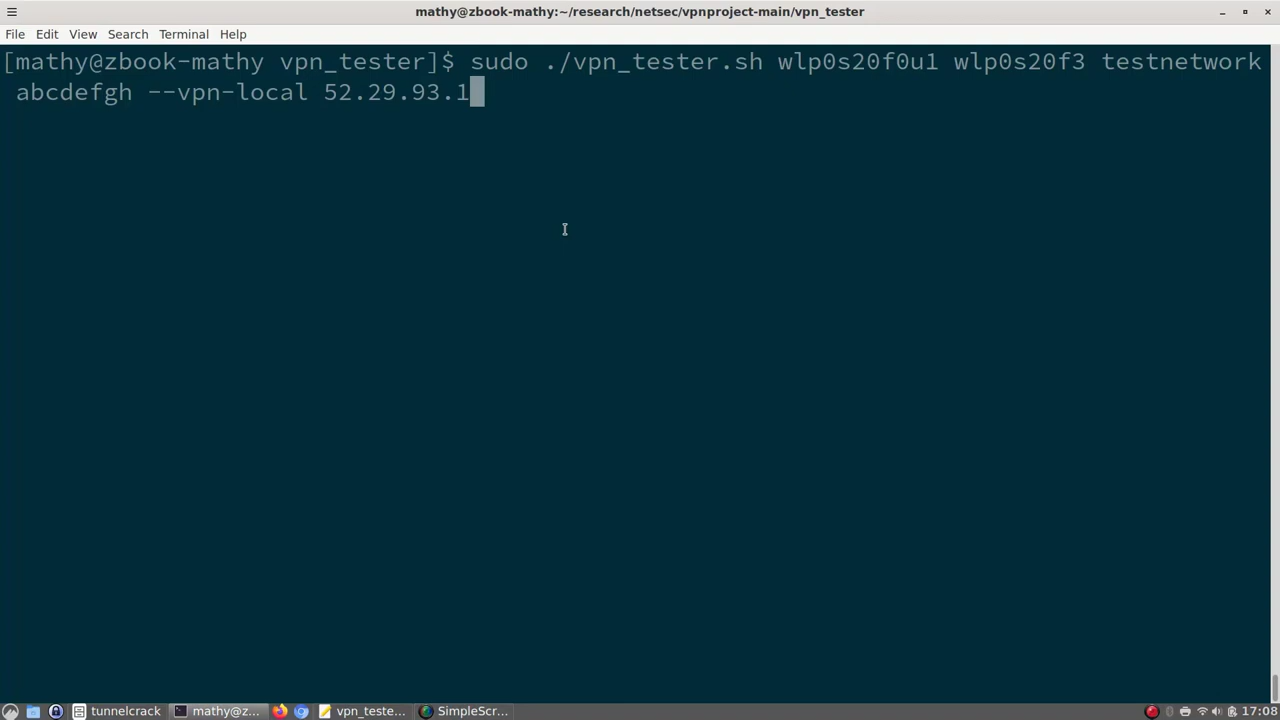 mathy@zbook-mathy:~/research/netsec/vpnproject-main/vpn_tester
File Edit View Search Terminal Help
[mathy@zbook-mathy vpn_tester]$ sudo ./vpn_tester.sh wlp0s20f0u1 wlp0s20f3 testnetwork
abcdefgh --vpn-local 52.29.93.1
tunnelcrack mathy@z... vpn_teste... SimpleScr... 17:08